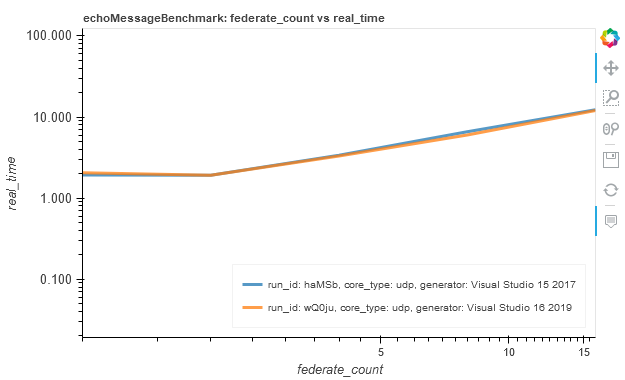 echoMessageBenchmark: federate_count vs real_time
100.000
10.000
1.000
0.100
real_time
run_id: haMSb, core_type: udp, generator: Visual Studio 15 2017
run_id: wQ0ju, core_type: udp, generator: Visual Studio 16 2019
5
10
15
federate_count